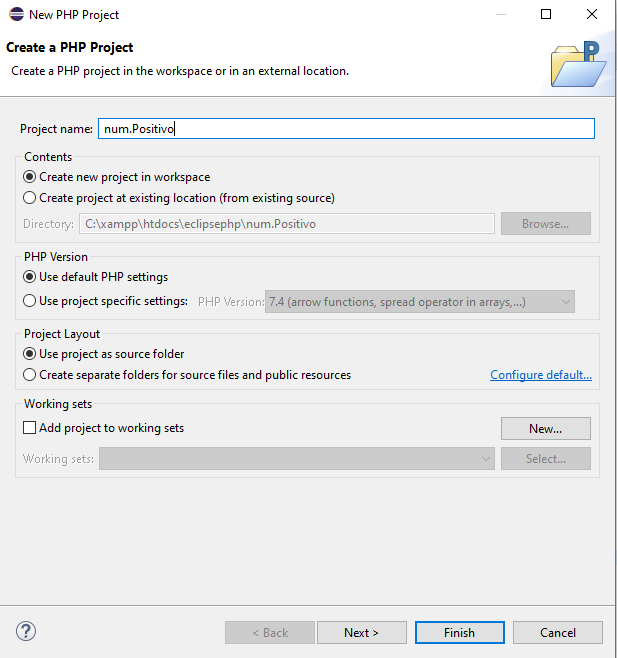 New PHP Project
Create a PHP Project
Create a PHP project in the workspace or in an external location.
Project name: num.Positivo
Contents
Create new project in workspace
Create project at existing location (from existing source)
Directory: C:\xampp\htdocs\eclipsephp\num.Positivo Browse...
PHP Version
Use default PHP settings
Use project specific settings: PHP Version: 7.4 (arrow functions, spread operator in arrays,...)
Project Layout
Use project as source folder
Create separate folders for source files and public resources Configure default...
Working sets
Add project to working sets New...
Working sets: Select...
? < Back Next > Finish Cancel